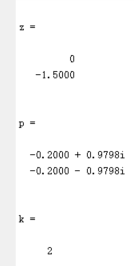 z =
0
-1.5000
p =
-0.2000 + 0.9798i
-0.2000 - 0.9798i
k =
2